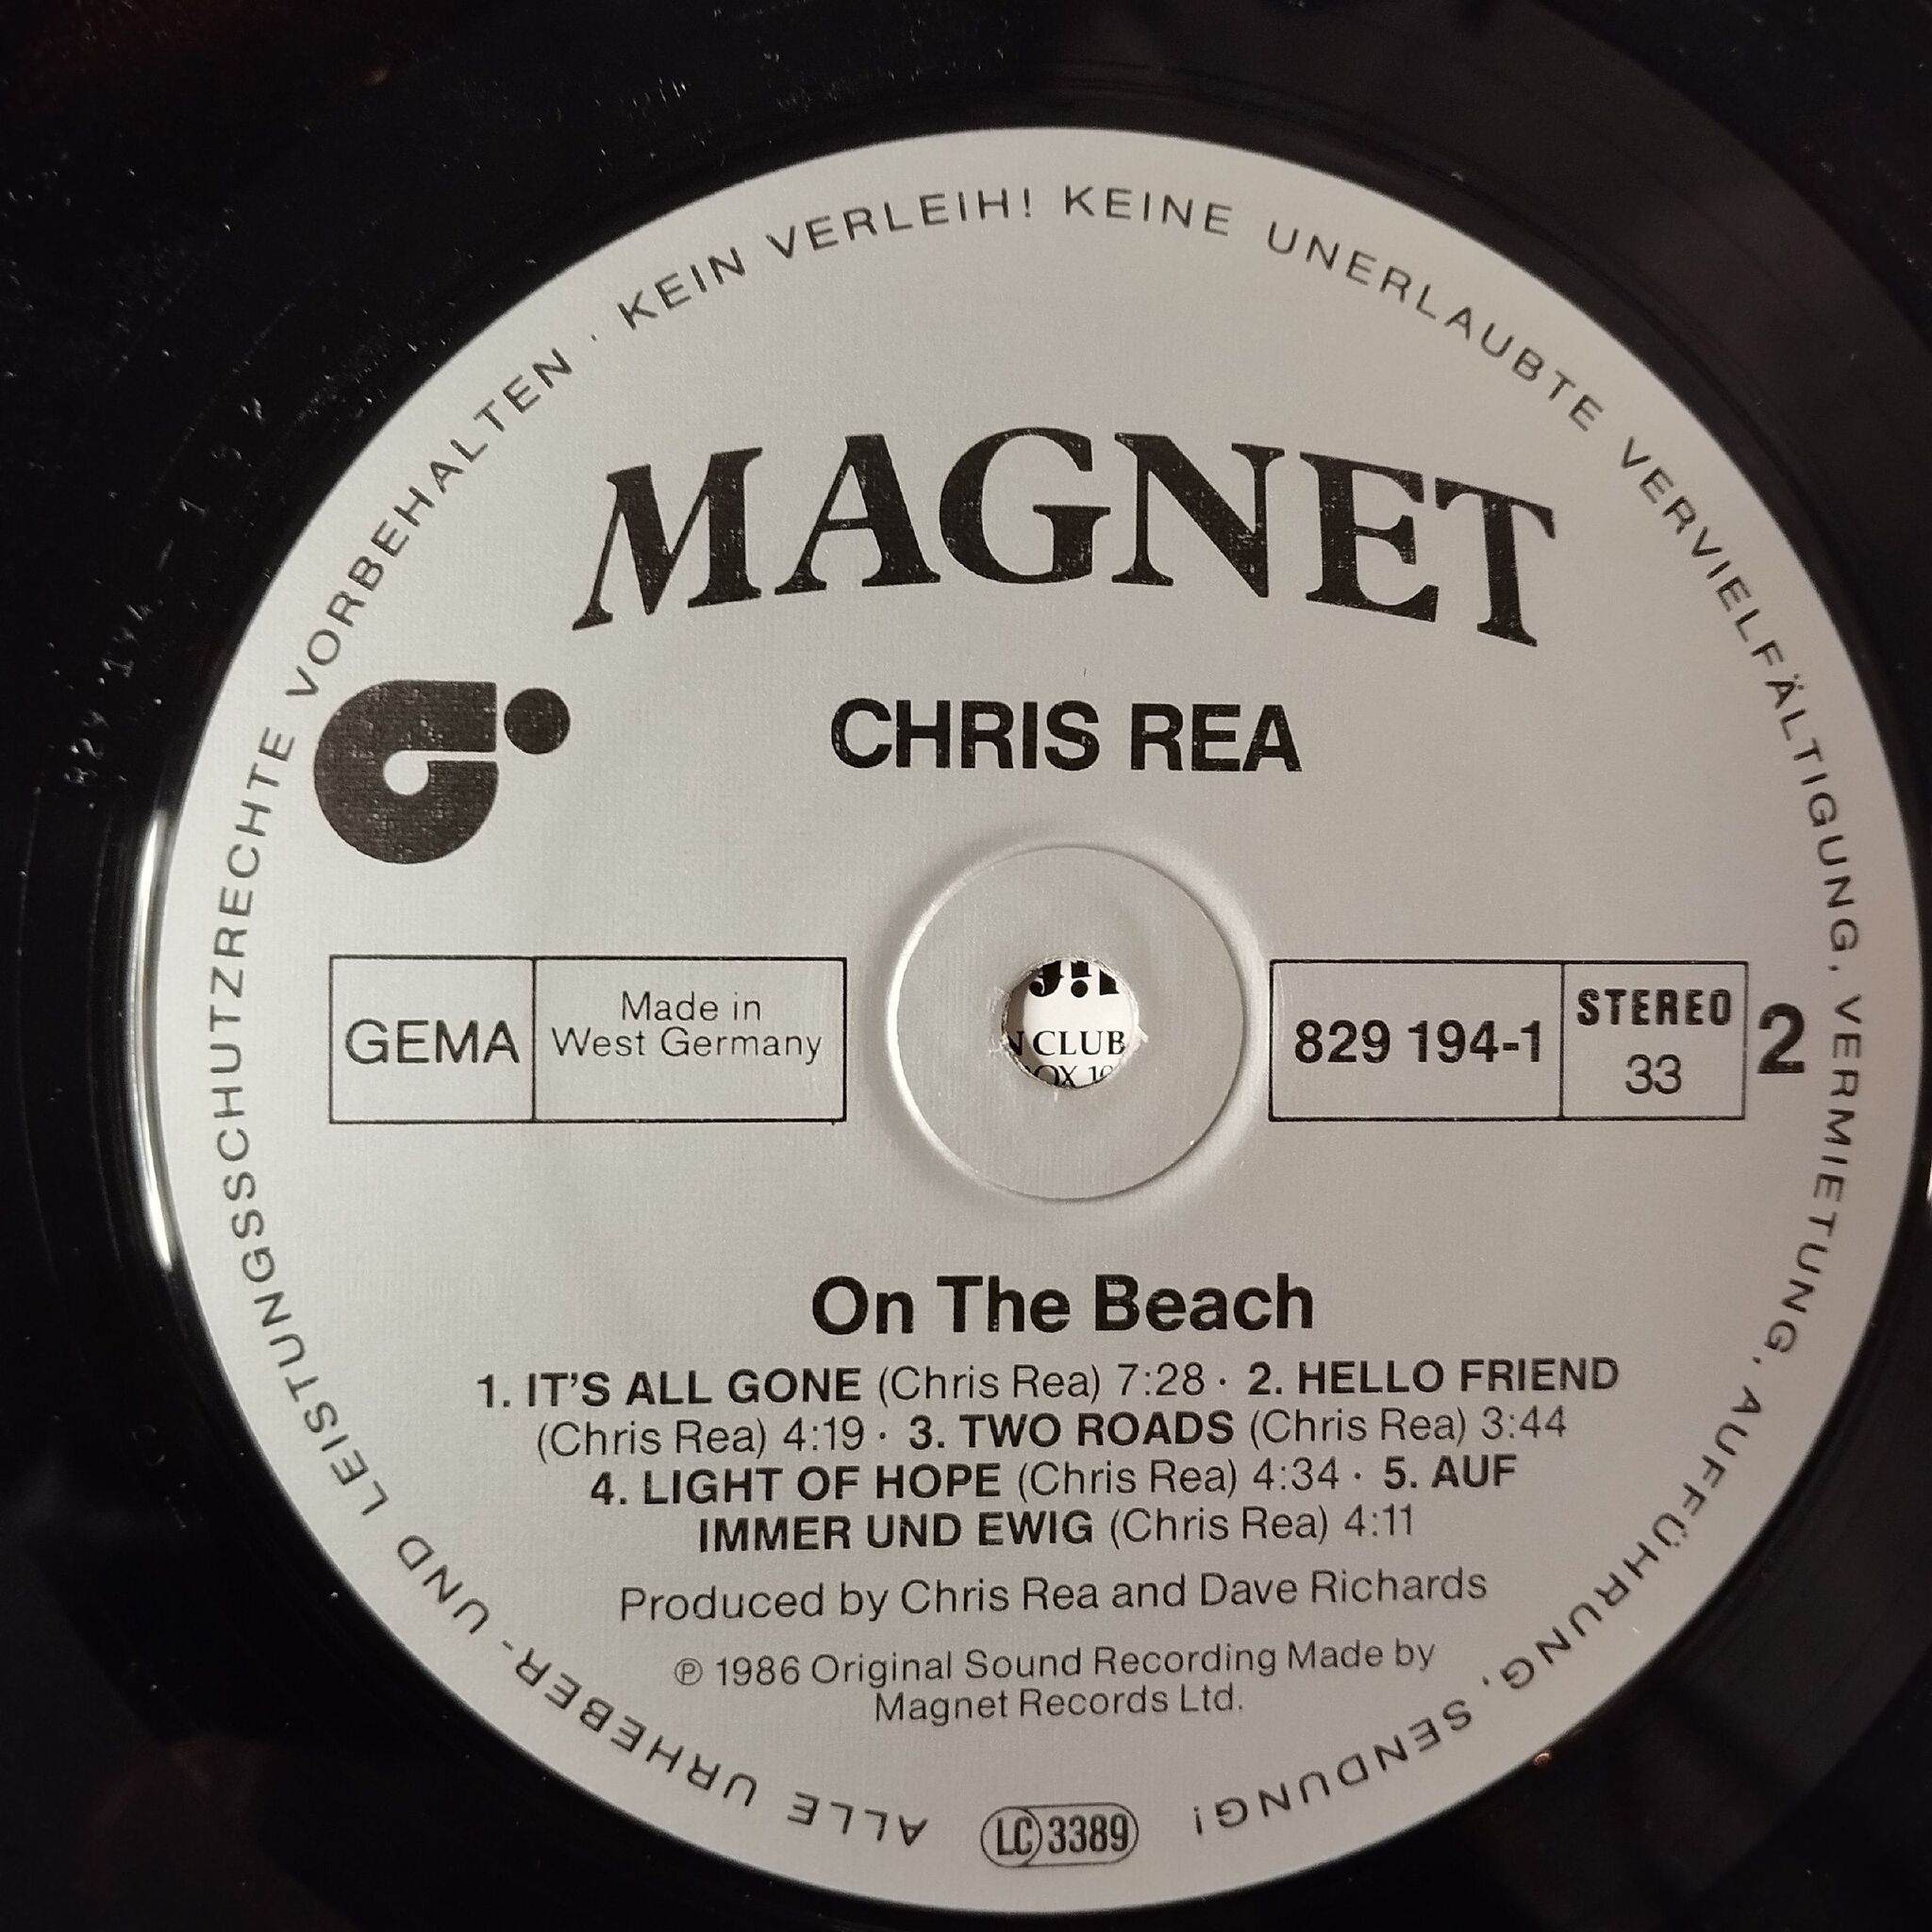 ALLE URHEBER- UND LEISTUNGSSCHUTZRECHTE VORBEHALTEN · KEIN VERLEIH! KEINE UNERLAUBTE VERVIELFÄLTIGUNG, VERMIETUNG, AUFFÜHRUNG, SENDUNG!
MAGNET
CHRIS REA
GEMA
Made in
West Germany
CLUB
829 194-1
STEREO
33
2
On The Beach
1. IT'S ALL GONE (Chris Rea) 7:28 · 2. HELLO FRIEND
(Chris Rea) 4:19 · 3. TWO ROADS (Chris Rea) 3:44
4. LIGHT OF HOPE (Chris Rea) 4:34 · 5. AUF
IMMER UND EWIG (Chris Rea) 4:11
Produced by Chris Rea and Dave Richards
℗ 1986 Original Sound Recording Made by
Magnet Records Ltd.
LC 3389